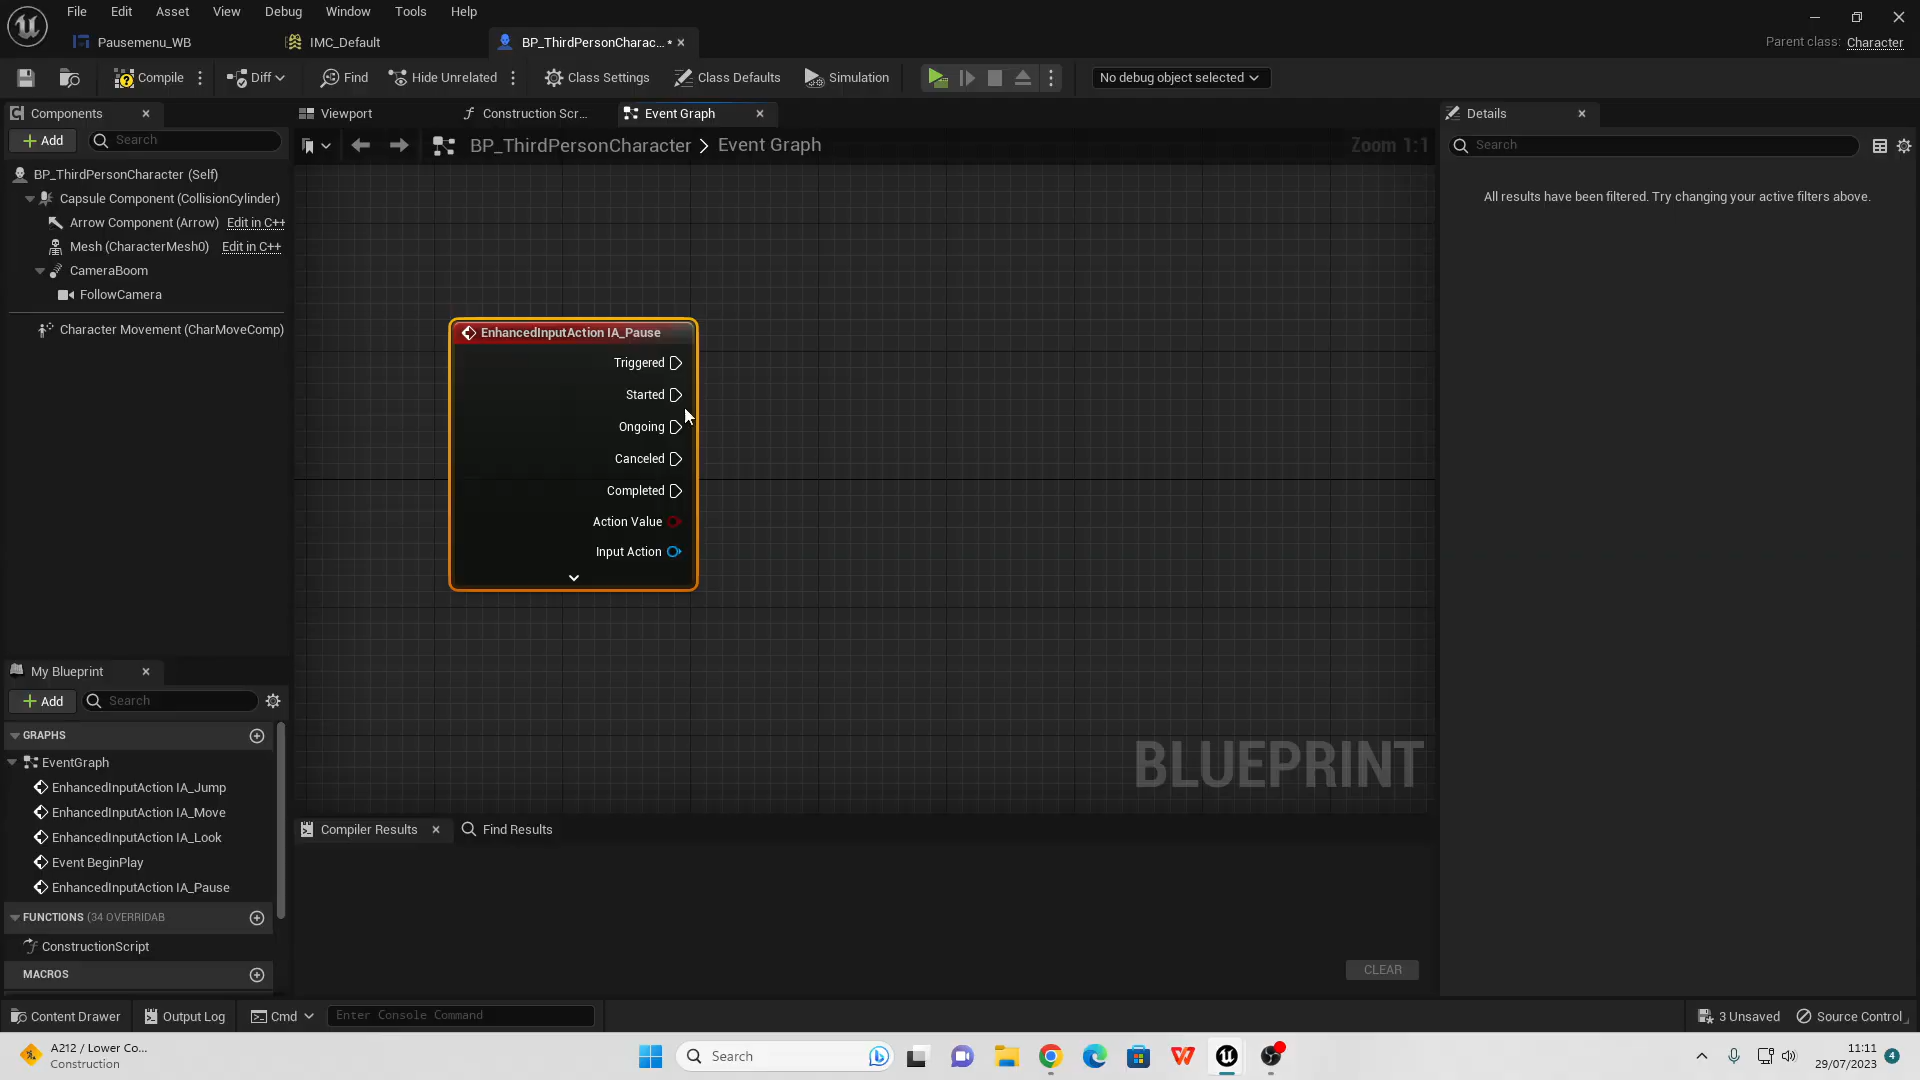 File Edit Asset View Debug Window Tools Help
Pausemenu_WB
IMC_Default
BP_ThirdPersonCharac... •
Parent class: Character
Compile
Diff
Find
Hide Unrelated
Class Settings
Class Defaults
Simulation
No debug object selected
Components
Add
Search
BP_ThirdPersonCharacter (Self)
Capsule Component (CollisionCylinder)
Arrow Component (Arrow) Edit in C++
Mesh (CharacterMesh0) Edit in C++
CameraBoom
FollowCamera
Character Movement (CharMoveComp)
Viewport
Construction Scr...
Event Graph
BP_ThirdPersonCharacter > Event Graph
Zoom 1:1
EnhancedInputAction IA_Pause
Triggered
Started
Ongoing
Canceled
Completed
Action Value
Input Action
BLUEPRINT
Details
Search
All results have been filtered. Try changing your active filters above.
My Blueprint
Add
Search
GRAPHS
EventGraph
EnhancedInputAction IA_Jump
EnhancedInputAction IA_Move
EnhancedInputAction IA_Look
Event BeginPlay
EnhancedInputAction IA_Pause
FUNCTIONS (34 OVERRIDAB
ConstructionScript
MACROS
Compiler Results
Find Results
CLEAR
Content Drawer
Output Log
Cmd
Enter Console Command
3 Unsaved
Source Control
A212 / Lower Co...
Construction
Search
11:11
29/07/2023
4